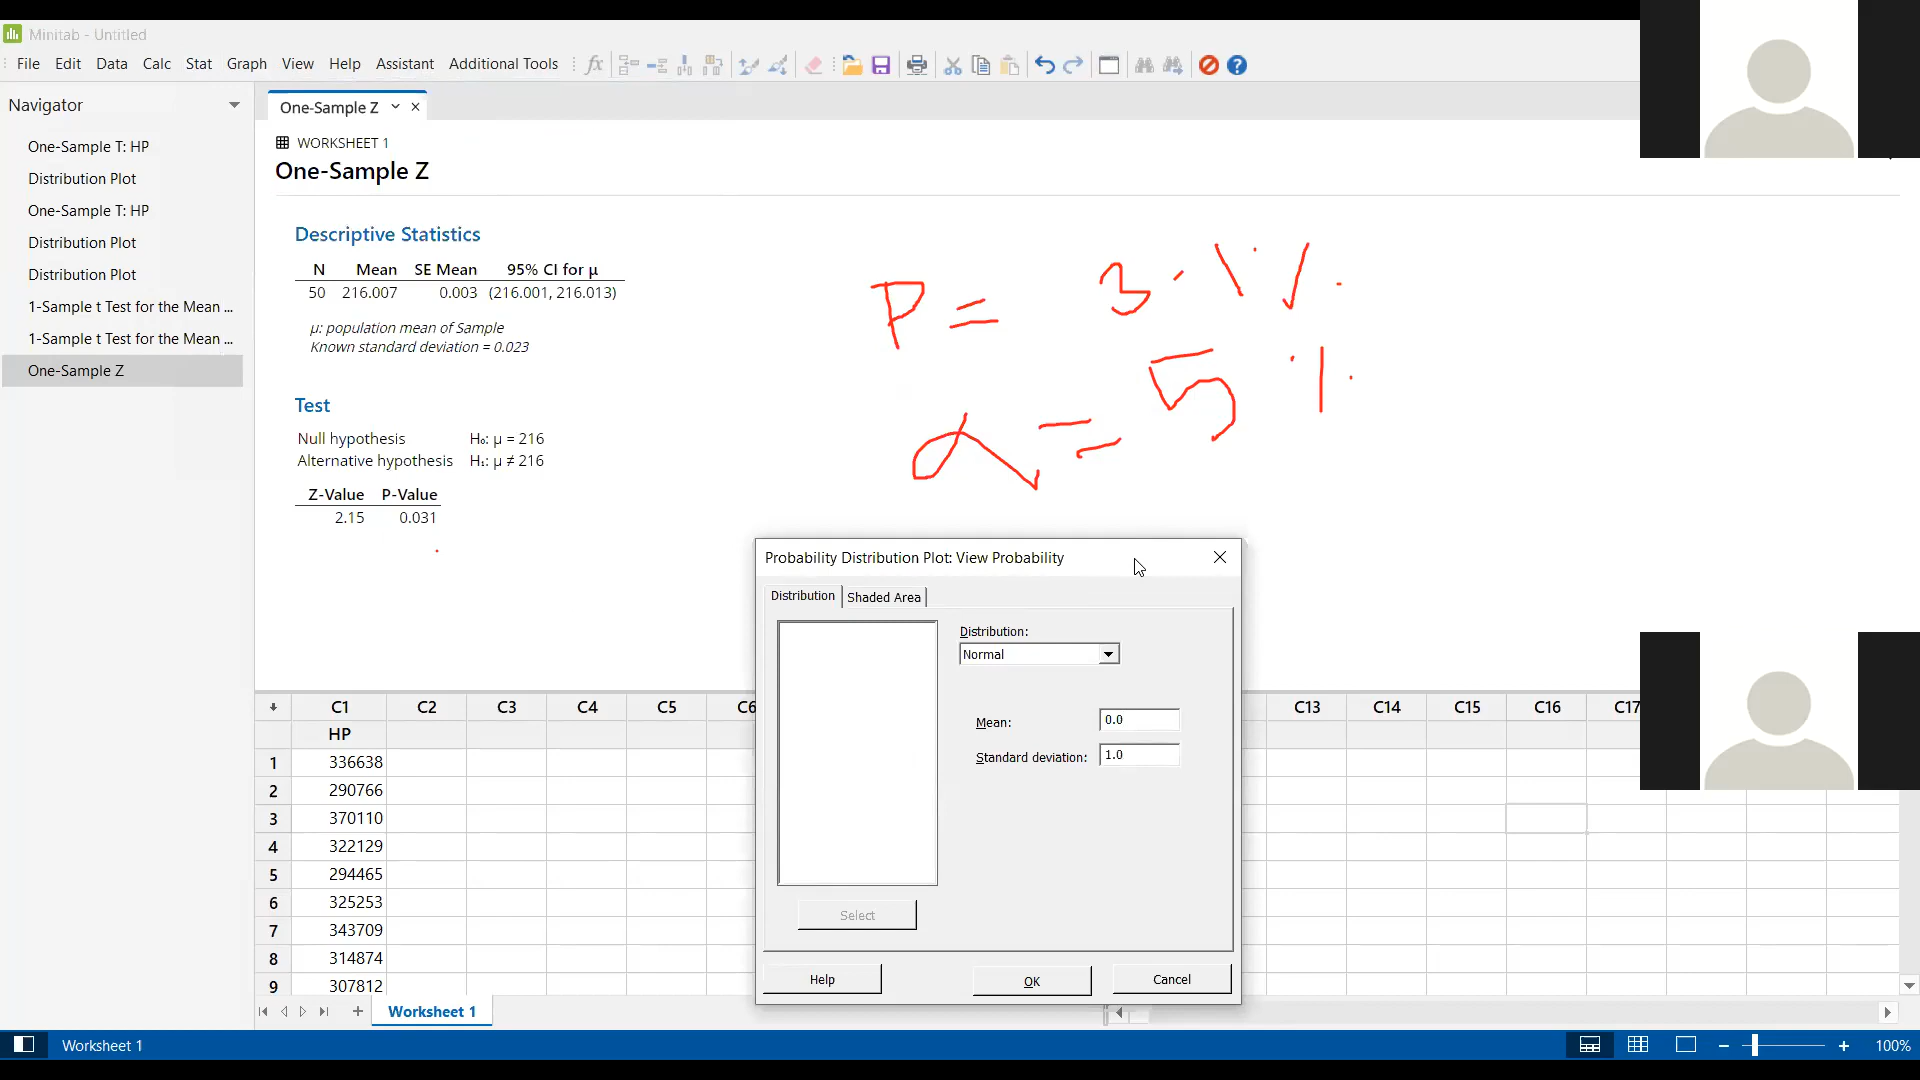 Minitab - Untitled
File Edit Data Calc Stat Graph View Help Assistant Additional Tools
Navigator
One-Sample T: HP
Distribution Plot
One-Sample T: HP
Distribution Plot
Distribution Plot
1-Sample t Test for the Mean ...
1-Sample t Test for the Mean ...
One-Sample Z
One-Sample Z
WORKSHEET 1
One-Sample Z
Descriptive Statistics
N Mean SE Mean 95% CI for μ
50 216.007 0.003 (216.001, 216.013)
μ: population mean of Sample
Known standard deviation = 0.023
Test
Null hypothesis H₀: μ = 216
Alternative hypothesis H₁: μ ≠ 216
Z-Value P-Value
2.15 0.031
P = 3.1%
α = 5%
Probability Distribution Plot: View Probability
Distribution Shaded Area
Distribution:
Normal
Mean: 0.0
Standard deviation: 1.0
Select
Help OK Cancel
C1 C2 C3 C4 C5 C6 C13 C14 C15 C16 C17
HP
1 336638
2 290766
3 370110
4 322129
5 294465
6 325253
7 343709
8 314874
9 307812
Worksheet 1
Worksheet 1
100%